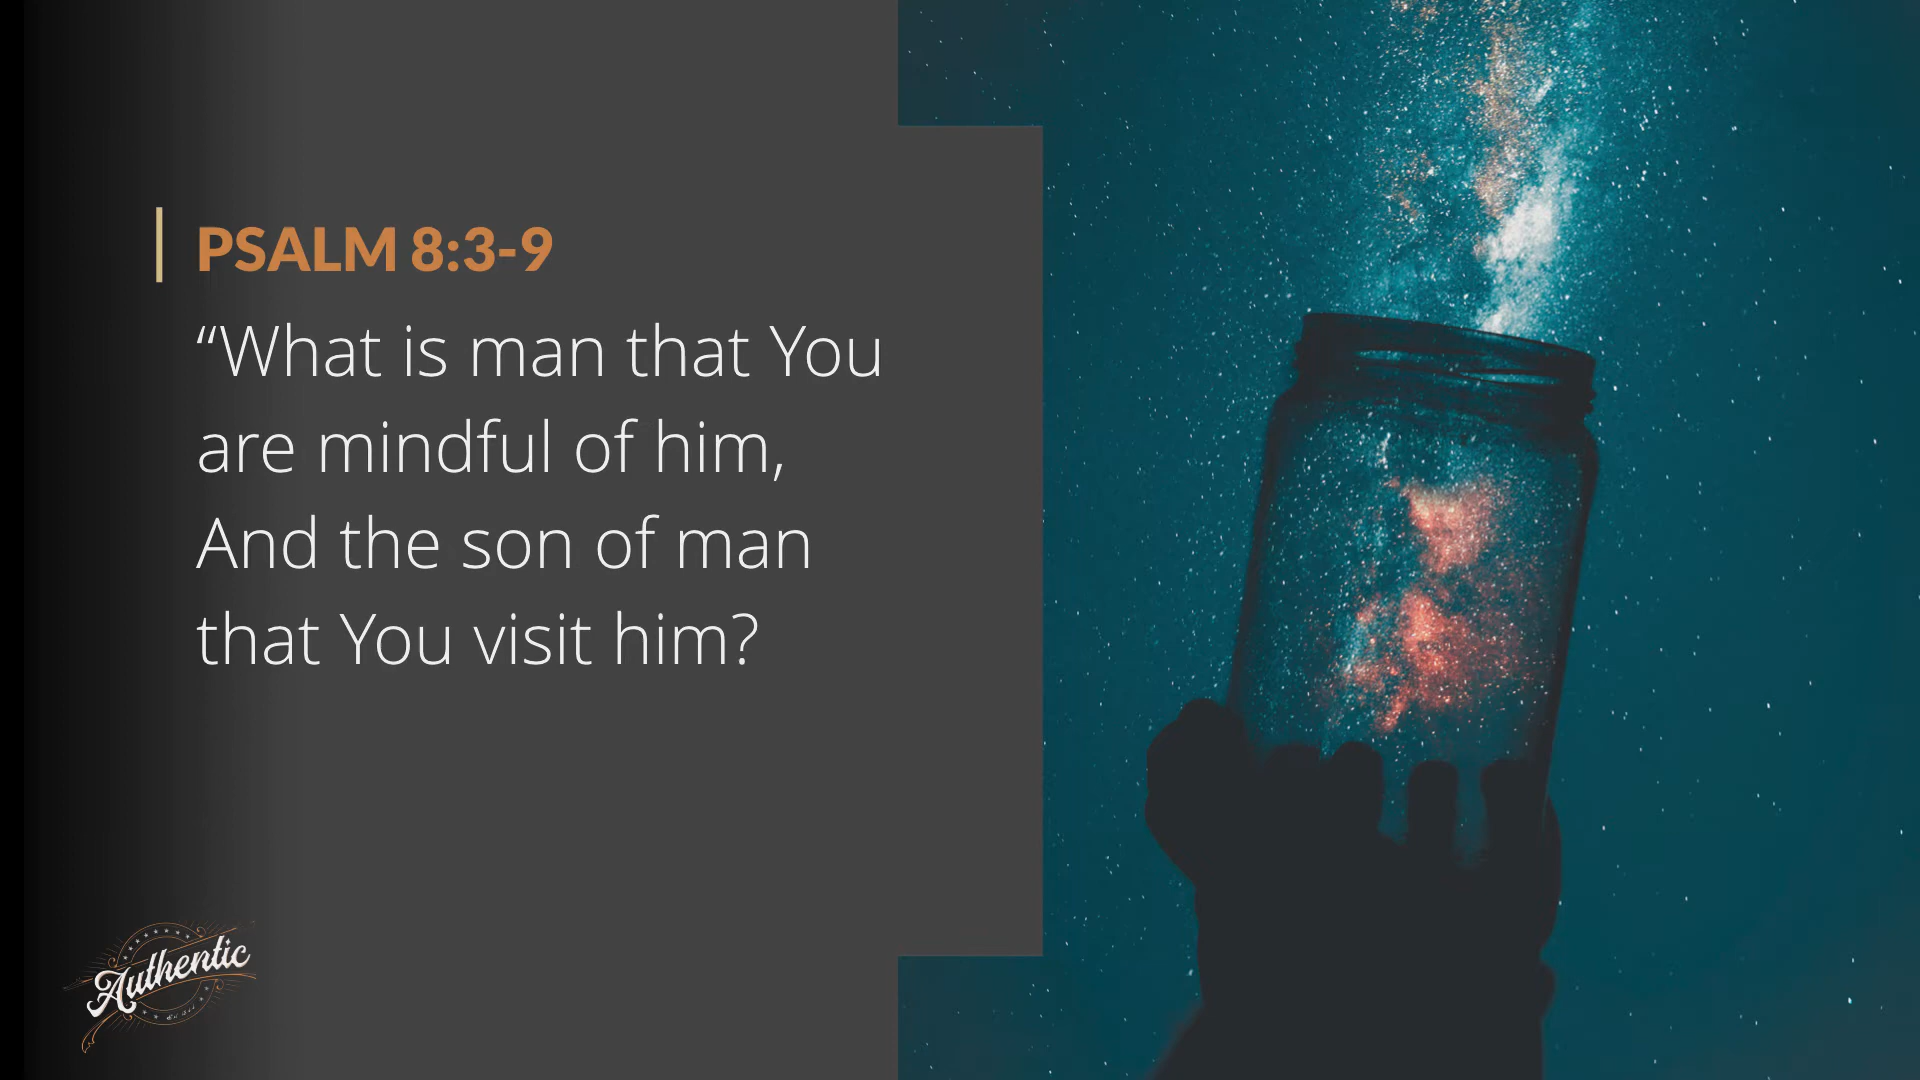 PSALM 8:3-9
“What is man that You
are mindful of him,
And the son of man
that You visit him?
Authentic